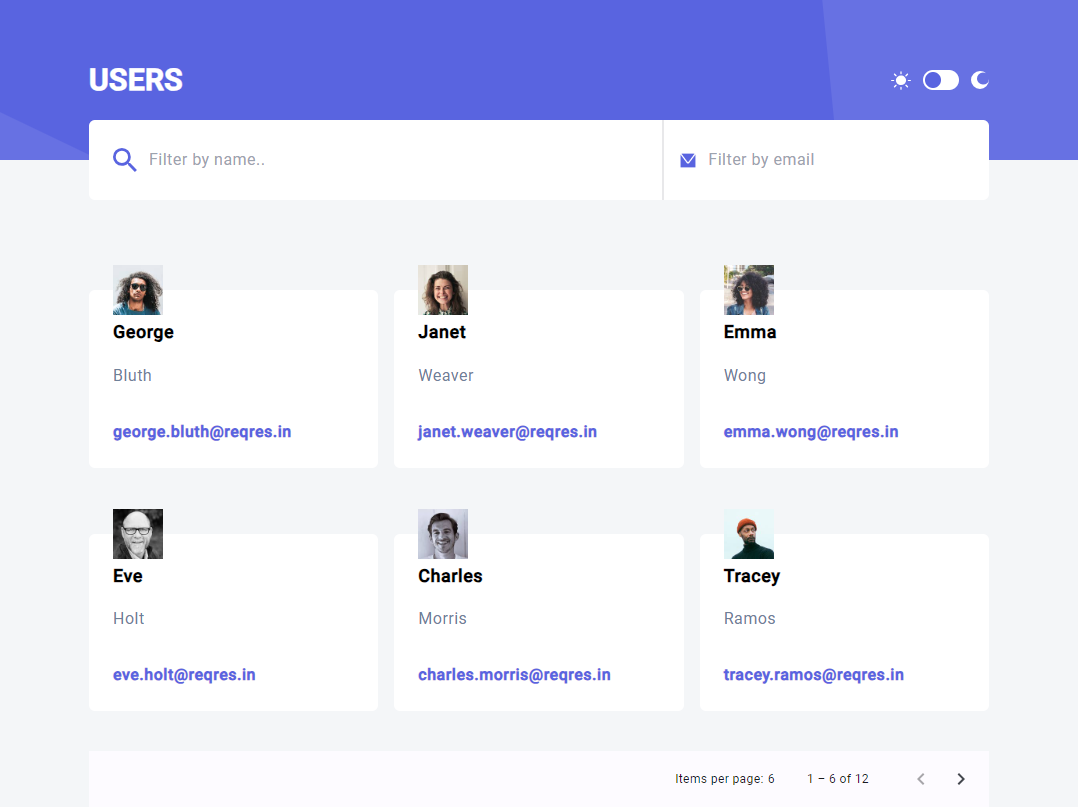 USERS
Filter by name..
Filter by email
George
Bluth
george.bluth@reqres.in
Janet
Weaver
janet.weaver@reqres.in
Emma
Wong
emma.wong@reqres.in
Eve
Holt
eve.holt@reqres.in
Charles
Morris
charles.morris@reqres.in
Tracey
Ramos
tracey.ramos@reqres.in
Items per page: 6
1 – 6 of 12